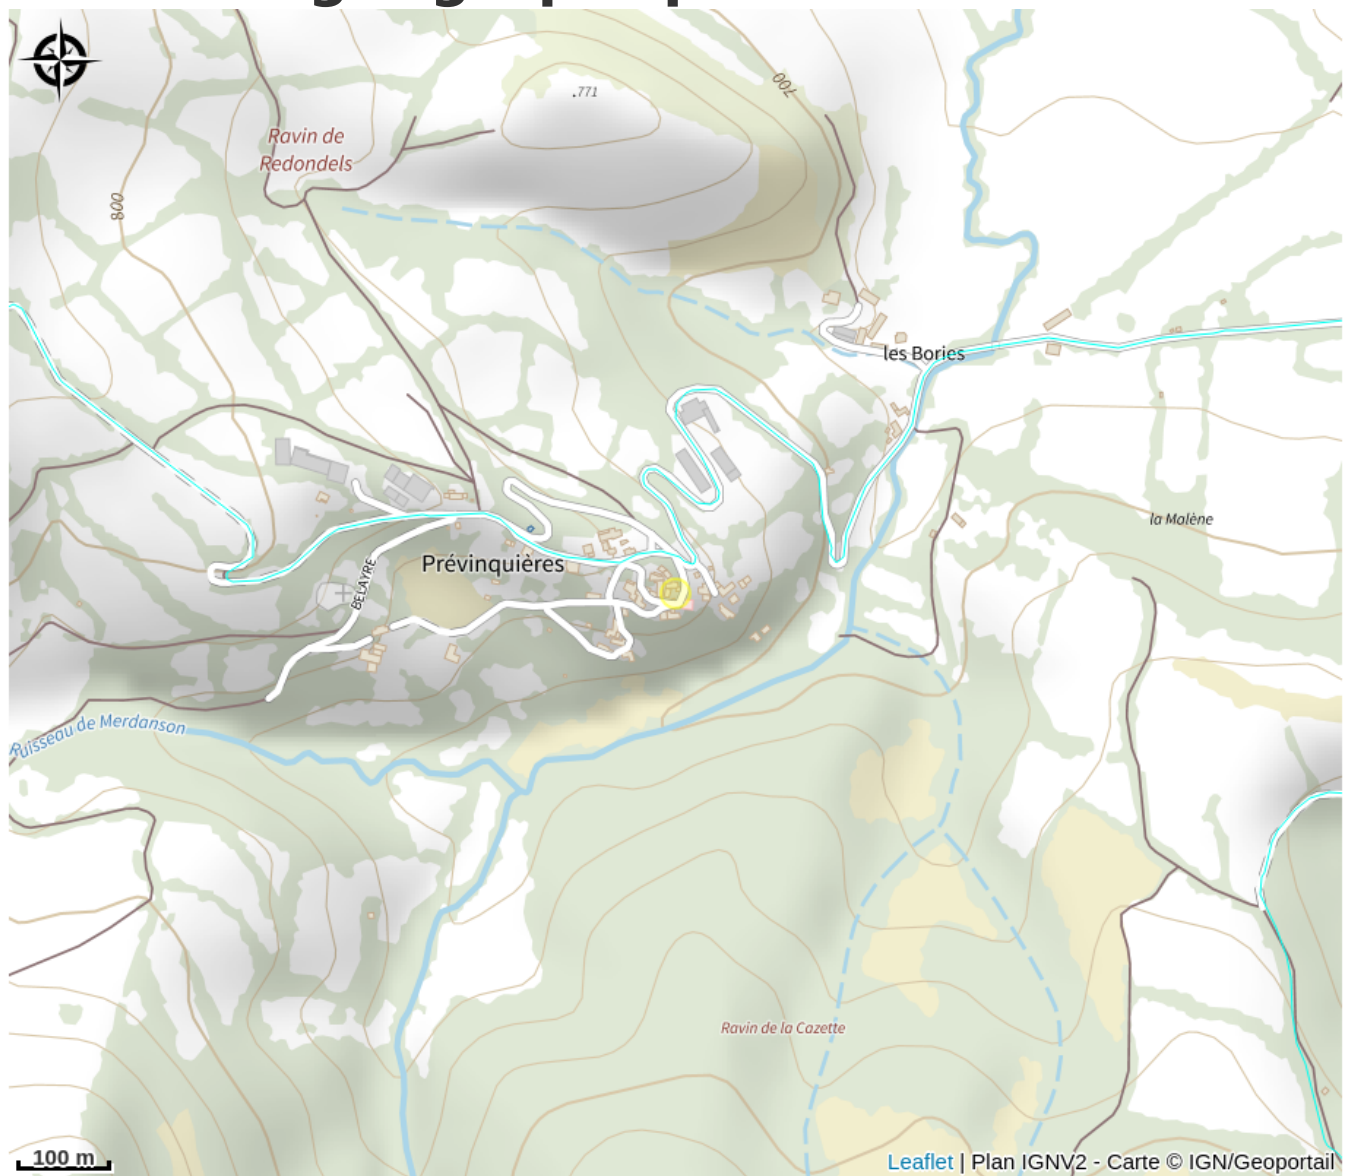 .771
700
Ravin de
Redondels
800
les Bories
la Malène
Prévinquières
BELAYRE
Ruisseau de Merdanson
Ravin de la Cazette
100 m
Leaflet | Plan IGNV2 - Carte © IGN/Geoportail